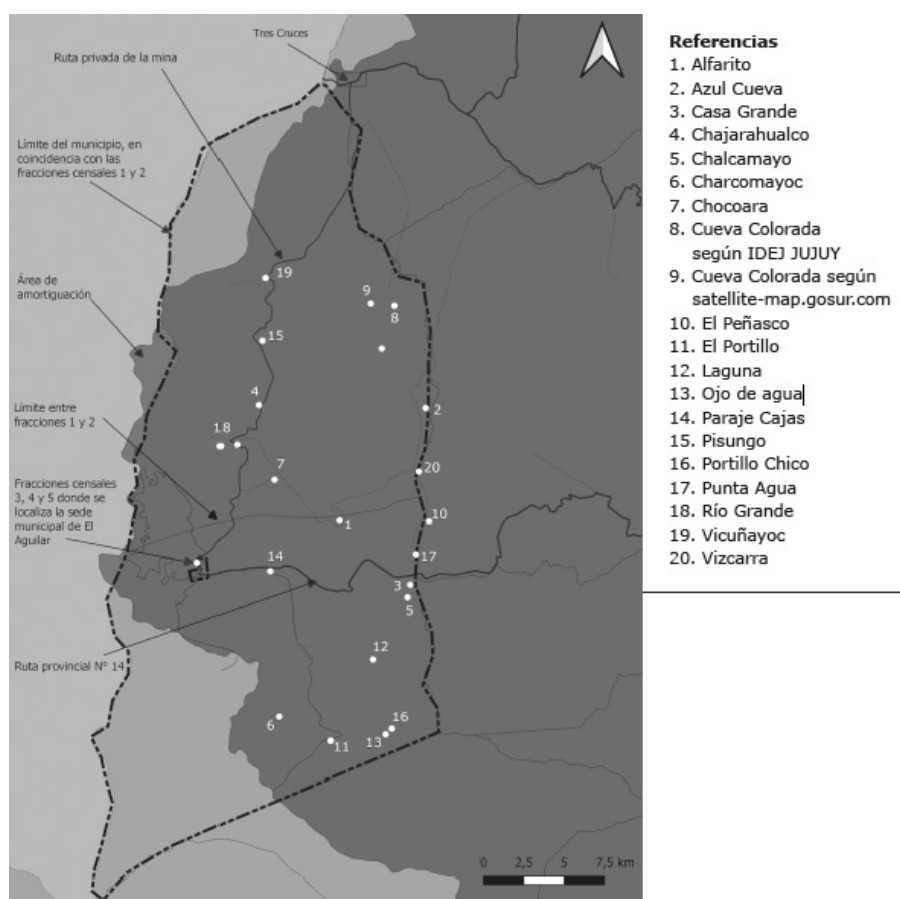 Tres Cruces
Ruta privada de la mina
Límite del municipio, en
coincidencia con las
fracciones censales 1 y 2
Área de
amortiguación
Límite entre
fracciones 1 y 2
Fracciones censales
3, 4 y 5 donde se
localiza la sede
municipal de El
Aguilar
Ruta provincial N° 14
19
9
8
15
4
2
18
7
20
1
10
17
14
3
5
12
6
11
16
13
0 2,5 5 7,5 km
Referencias
1. Alfarito
2. Azul Cueva
3. Casa Grande
4. Chajarahualco
5. Chalcamayo
6. Charcomayoc
7. Chocoara
8. Cueva Colorada
según IDEJ JUJUY
9. Cueva Colorada según
satellite-map.gosur.com
10. El Peñasco
11. El Portillo
12. Laguna
13. Ojo de agua
14. Paraje Cajas
15. Pisungo
16. Portillo Chico
17. Punta Agua
18. Río Grande
19. Vicuñayoc
20. Vizcarra